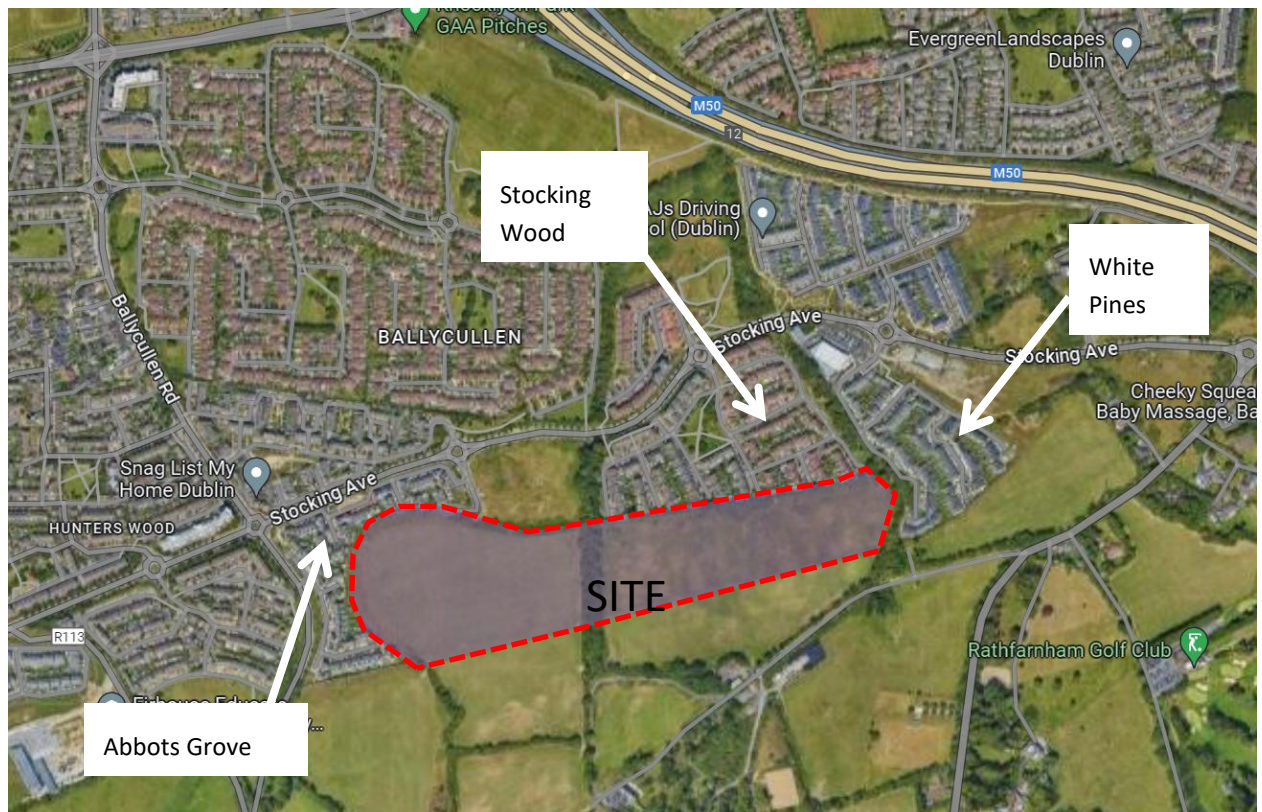 GAA Pitches
EvergreenLandscapes
Dublin
M50
12
M50
Stocking
Wood
AJs Driving
ol (Dublin)
White
Pines
Ballycullen Rd
BALLYCULLEN
Stocking Ave
Stocking Ave
Cheeky Squea
Baby Massage, Ba
Snag List My
Home Dublin
Stocking Ave
HUNTERS WOOD
SITE
R113
Rathfarnham Golf Club
Abbots Grove